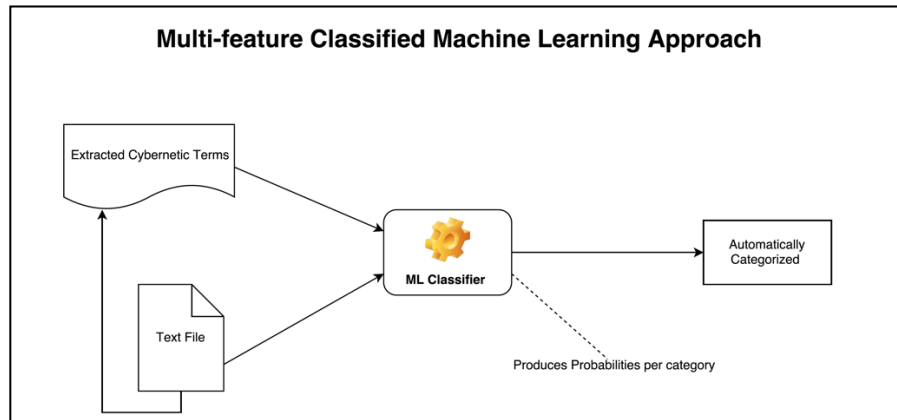 Multi-feature Classified Machine Learning Approach
Extracted Cybernetic Terms
ML Classifier
Automatically
Categorized
Text File
Produces Probabilities per category